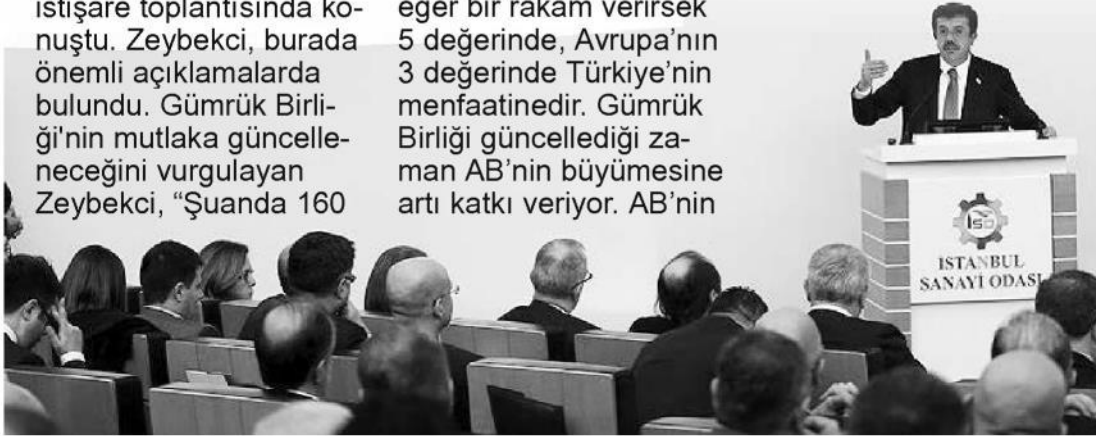 istişare toplantısında ko-
nuştu. Zeybekci, burada
önemli açıklamalarda
bulundu. Gümrük Birli-
ği'nin mutlaka güncelle-
neceğini vurgulayan
Zeybekci, “Şuanda 160
eğer bir rakam verirsek
5 değerinde, Avrupa’nın
3 değerinde Türkiye’nin
menfaatinedir. Gümrük
Birliği güncellediği za-
man AB’nin büyümesine
artı katkı veriyor. AB’nin
iso
ISTANBUL
SANAYİ ODASI